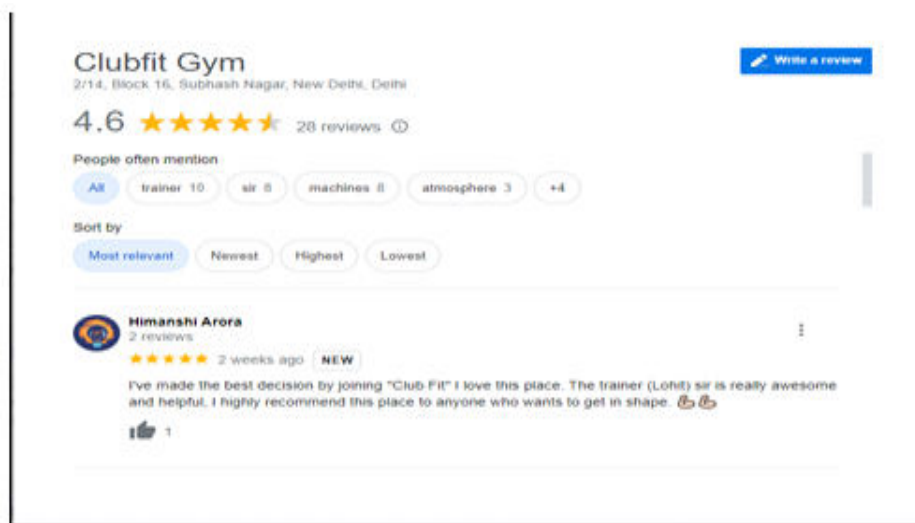 Clubfit Gym
Write a review
2/14, Block 16, Subhash Nagar, New Delhi, Delhi
4.6 28 reviews
People often mention
All trainer 10 sir 8 machines 8 atmosphere 3 +4
Sort by
Most relevant Newest Highest Lowest
Himanshi Arora
2 reviews
2 weeks ago NEW
I've made the best decision by joining "Club Fit" I love this place. The trainer (Lohit) sir is really awesome
and helpful, I highly recommend this place to anyone who wants to get in shape. 💪🏼💪🏼
1